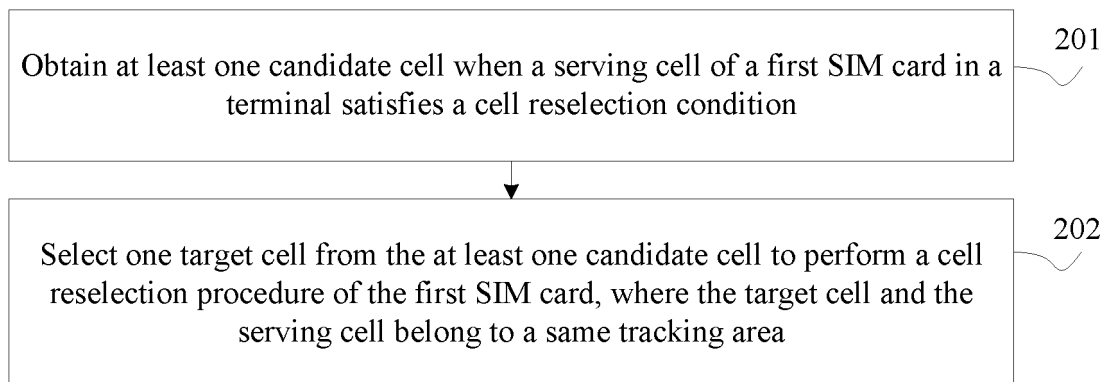 201
Obtain at least one candidate cell when a serving cell of a first SIM card in a
terminal satisfies a cell reselection condition
202
Select one target cell from the at least one candidate cell to perform a cell
reselection procedure of the first SIM card, where the target cell and the
serving cell belong to a same tracking area